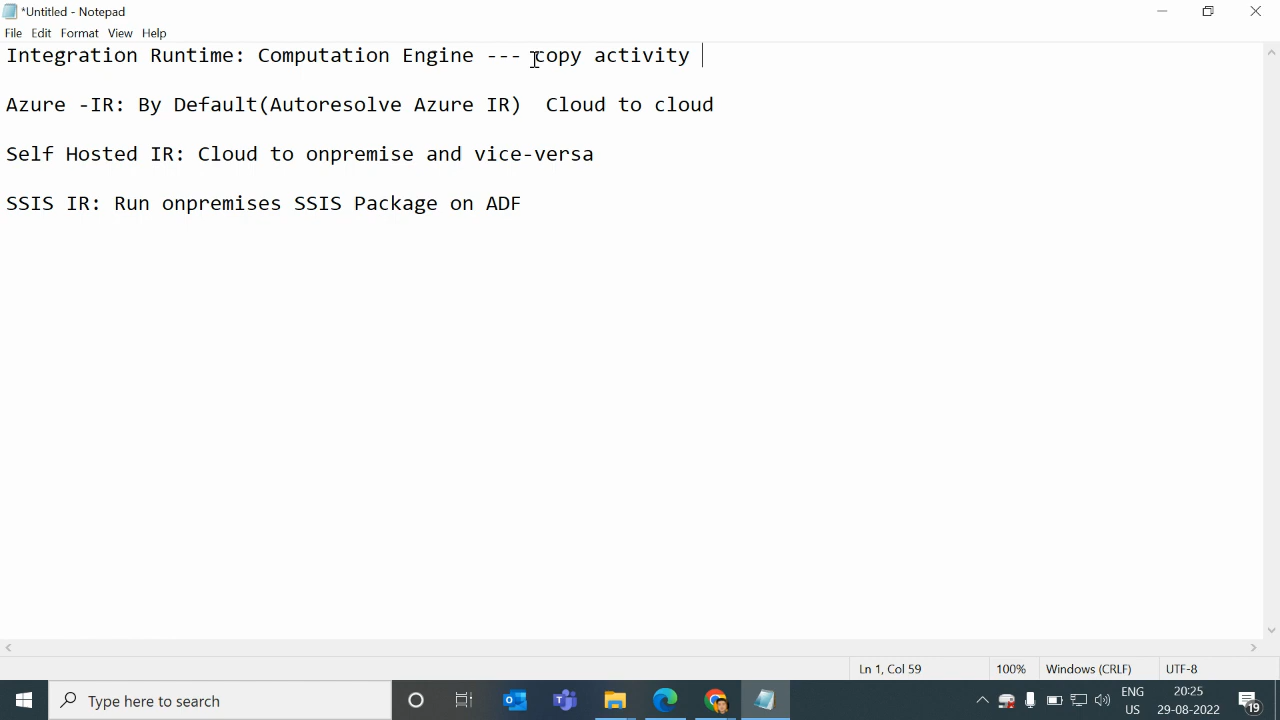 *Untitled - Notepad
File Edit Format View Help
Integration Runtime: Computation Engine --- copy activity
Azure -IR: By Default(Autoresolve Azure IR)  Cloud to cloud
Self Hosted IR: Cloud to onpremise and vice-versa
SSIS IR: Run onpremises SSIS Package on ADF
Ln 1, Col 59 100% Windows (CRLF) UTF-8
Type here to search
ENG
US
20:25
29-08-2022
19